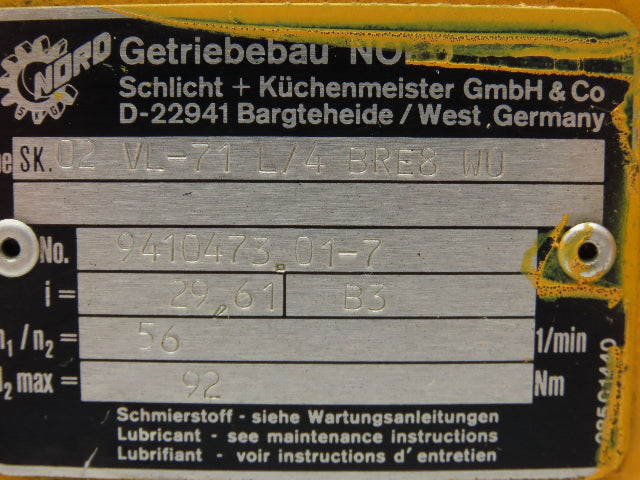 NORD
SKG
Getriebebau
Schlicht + Küchenmeister GmbH & Co
D-22941 Bargteheide / West Germany
SK. 02 VL-71 L/4 BRE8 WU
No. 9410473.01-7
i = 29,61 B3
n1 / n2 = 56 1/min
max = 92 Nm
Schmierstoff - siehe Wartungsanleitungen
Lubricant - see maintenance instructions
Lubrifiant - voir instructions d'entretien